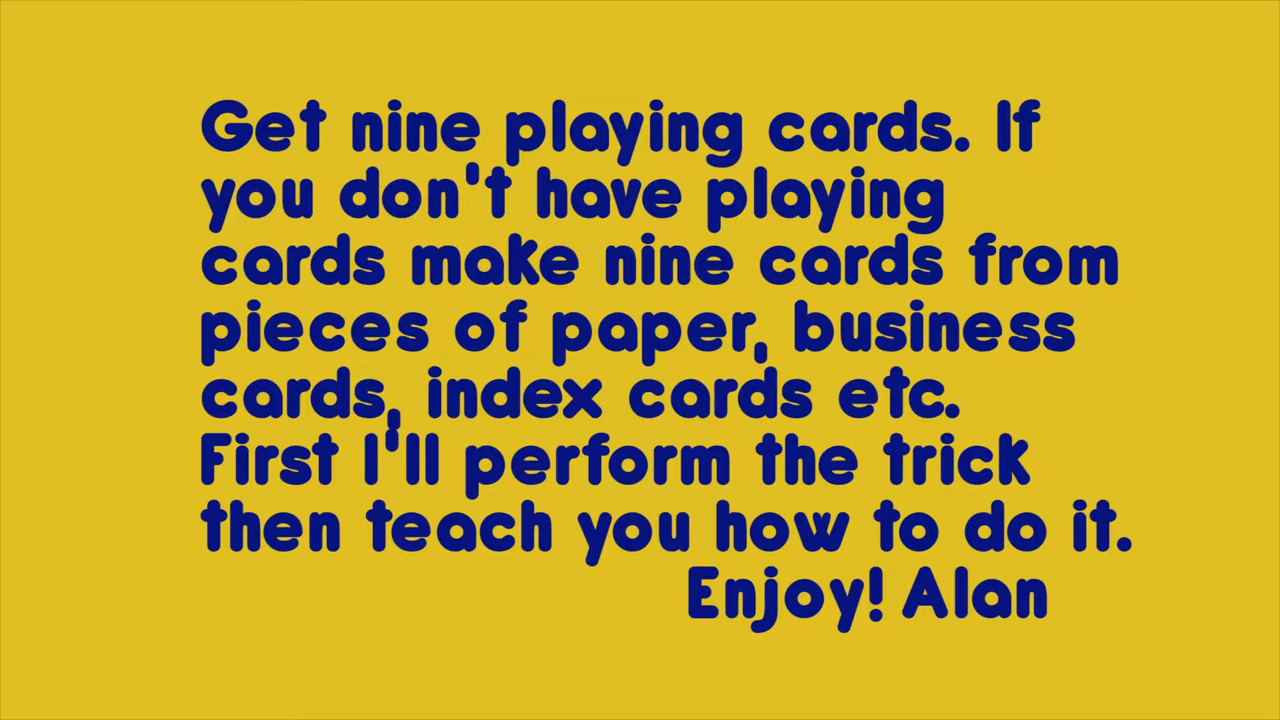 Get nine playing cards. If
you don't have playing
cards make nine cards from
pieces of paper, business
cards, index cards etc.
First I'll perform the trick
then teach you how to do it.
Enjoy! Alan